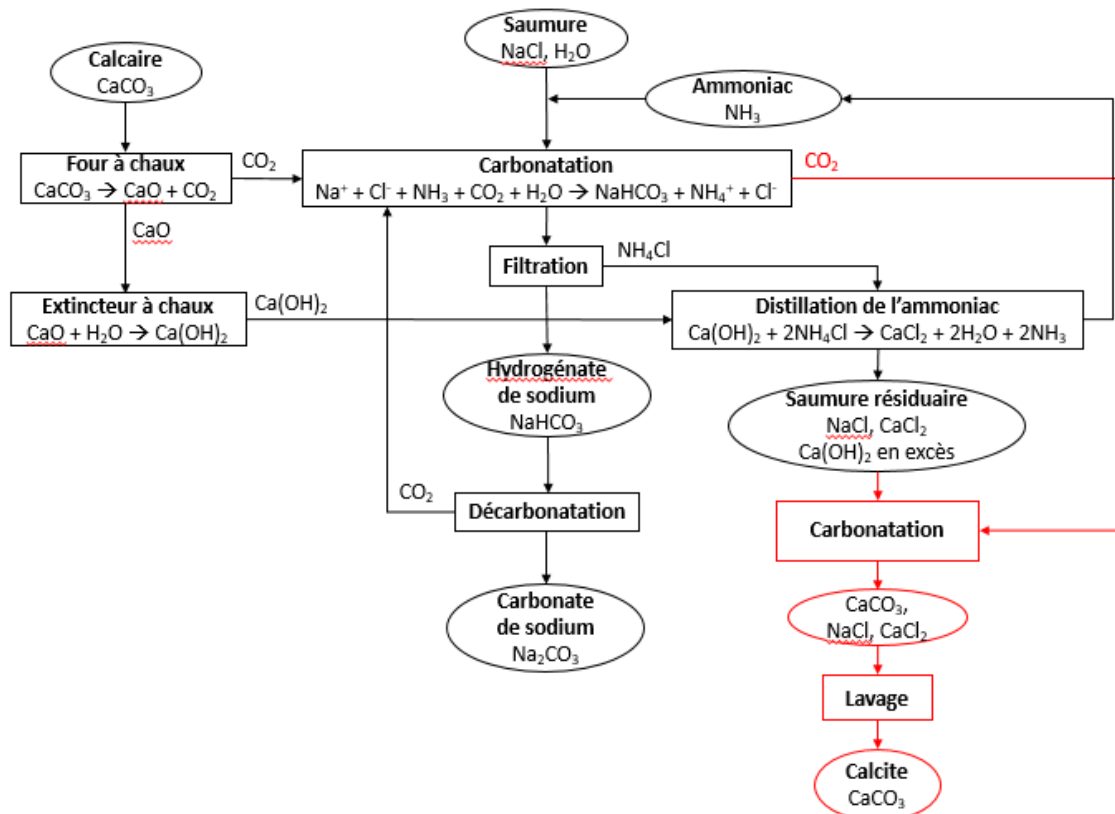 Saumure
NaCl, H₂O
Calcaire
CaCO₃
Ammoniac
NH₃
Four à chaux
CaCO₃ → CaO + CO₂
CO₂
Carbonatation
Na⁺ + Cl⁻ + NH₃ + CO₂ + H₂O → NaHCO₃ + NH₄⁺ + Cl⁻
CO₂
CaO
Filtration
NH₄Cl
Extincteur à chaux
CaO + H₂O → Ca(OH)₂
Ca(OH)₂
Distillation de l’ammoniac
Ca(OH)₂ + 2NH₄Cl → CaCl₂ + 2H₂O + 2NH₃
Hydrogénate
de sodium
NaHCO₃
Saumure résiduaire
NaCl, CaCl₂
Ca(OH)₂ en excès
CO₂
Décarbonatation
Carbonatation
Carbonate
de sodium
Na₂CO₃
CaCO₃,
NaCl, CaCl₂
Lavage
Calcite
CaCO₃